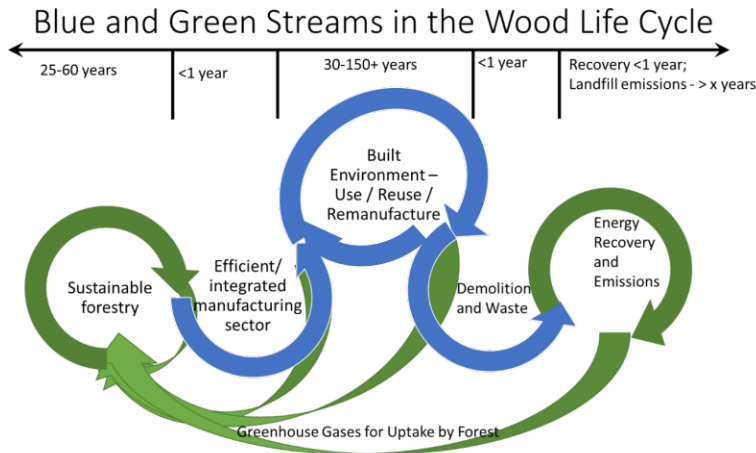 Blue and Green Streams in the Wood Life Cycle
25-60 years
<1 year
30-150+ years
<1 year
Recovery <1 year;
Landfill emissions - > x years
Built
Environment –
Use / Reuse /
Remanufacture
Sustainable
forestry
Efficient/
integrated
manufacturing
sector
Demolition
and Waste
Energy
Recovery
and
Emissions
Greenhouse Gases for Uptake by Forest